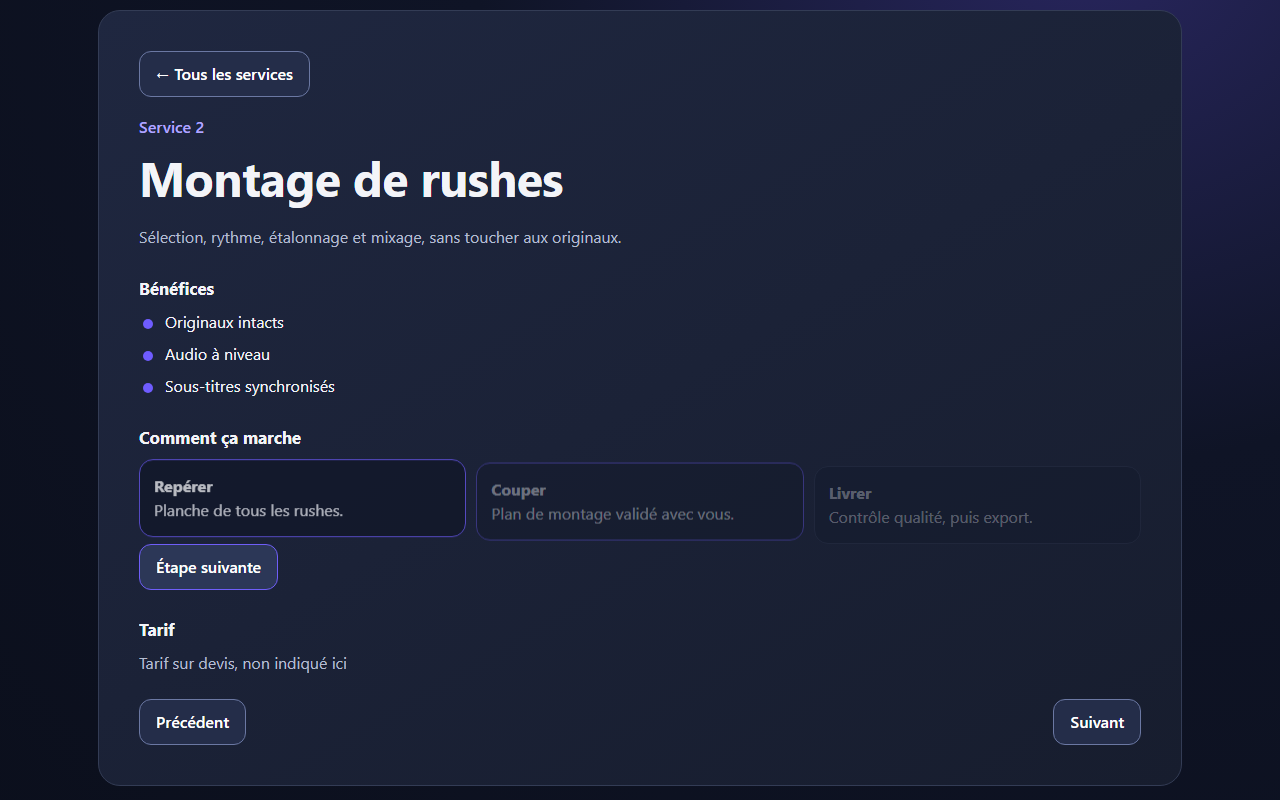 ← Tous les services
Service 2
Montage de rushes
Sélection, rythme, étalonnage et mixage, sans toucher aux originaux.
Bénéfices
Originaux intacts
Audio à niveau
Sous-titres synchronisés
Comment ça marche
Repérer
Planche de tous les rushes.
Couper
Plan de montage validé avec vous.
Livrer
Contrôle qualité, puis export.
Étape suivante
Tarif
Tarif sur devis, non indiqué ici
Précédent
Suivant